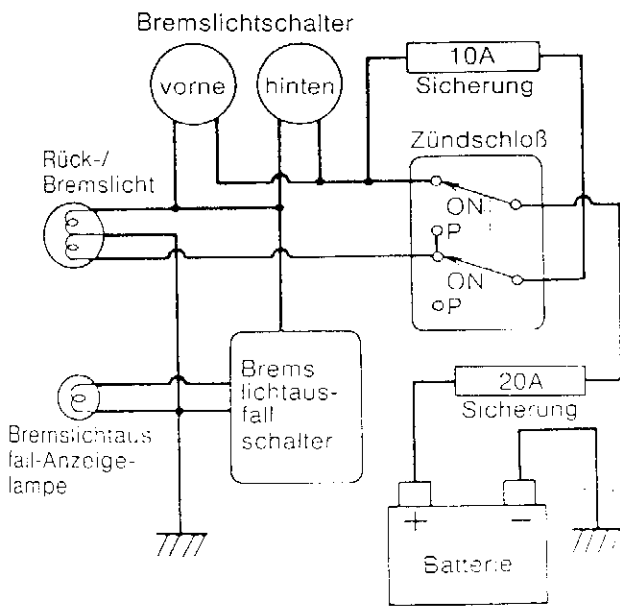 Bremslichtschalter
vorne
hinten
10A
Sicherung
Zündschloß
Rück-/
Bremslicht
ON
P
ON
P
Brems
lichtaus-
fall
schalter
20A
Sicherung
Bremslichtaus
fall-Anzeige-
lampe
+
−
Batterie